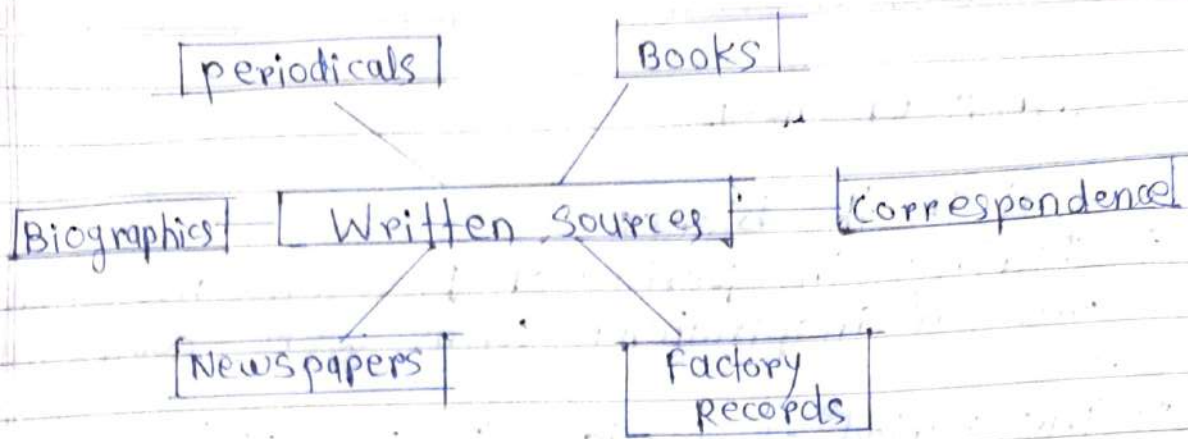 periodicals
Books
Biographics
Written sources
Correspondence
Newspapers
Factory
Records